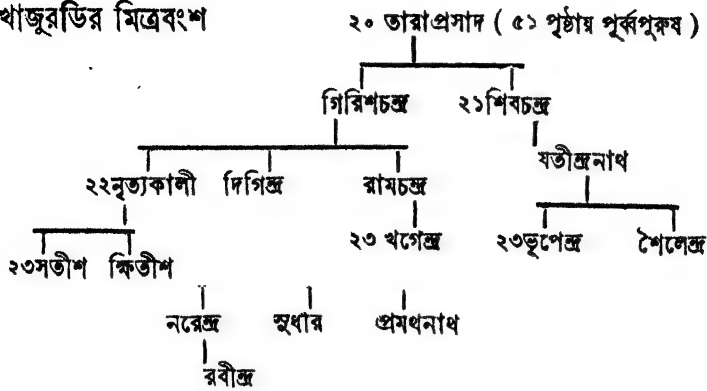 খাজুরডির মিত্রবংশ ২০ তারাপ্রসাদ ( ৫১ পৃষ্ঠায় পূর্ব্বপুরুষ )
গিরিশচন্দ্র ২১শিবচন্দ্র
যতীন্দ্রনাথ
২২নৃত্যকালী দিগিন্দ্র রামচন্দ্র
২৩ খগেন্দ্র ২৩ভূপেন্দ্র শৈলেন্দ্র
২৩সতীশ ক্ষিতীশ
নরেন্দ্র সুধীর প্রমথনাথ
রবীন্দ্র